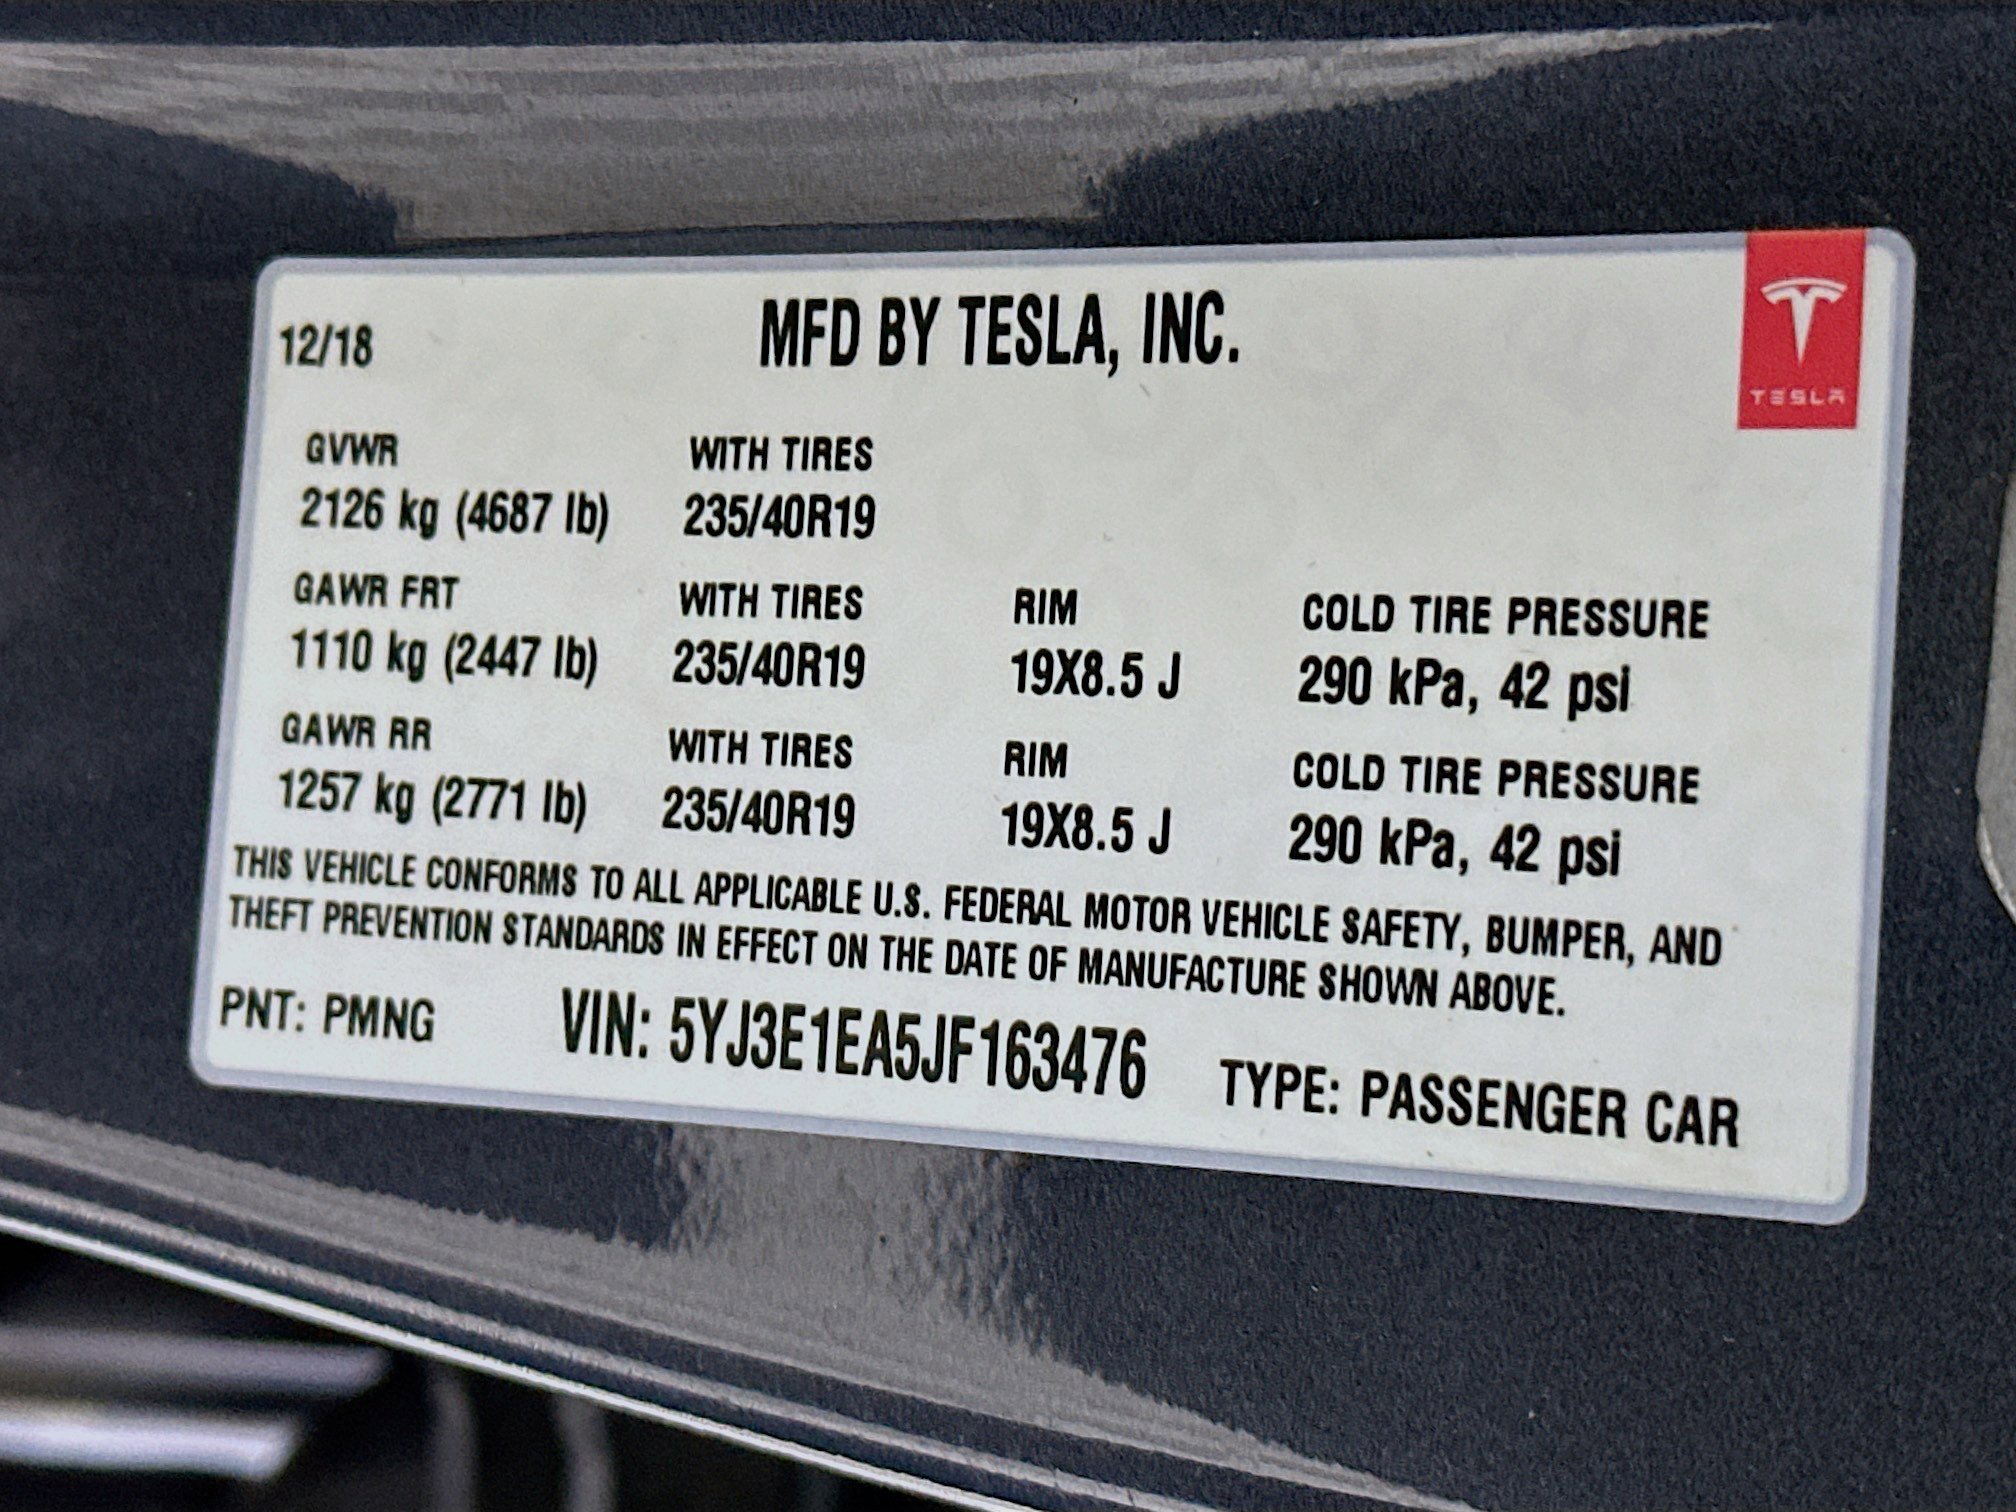 12/18 MFD BY TESLA, INC.
TESLA
GVWR WITH TIRES
2126 kg (4687 lb) 235/40R19
GAWR FRT WITH TIRES RIM COLD TIRE PRESSURE
1110 kg (2447 lb) 235/40R19 19X8.5 J 290 kPa, 42 psi
GAWR RR WITH TIRES RIM COLD TIRE PRESSURE
1257 kg (2771 lb) 235/40R19 19X8.5 J 290 kPa, 42 psi
THIS VEHICLE CONFORMS TO ALL APPLICABLE U.S. FEDERAL MOTOR VEHICLE SAFETY, BUMPER, AND
THEFT PREVENTION STANDARDS IN EFFECT ON THE DATE OF MANUFACTURE SHOWN ABOVE.
PNT: PMNG VIN: 5YJ3E1EA5JF163476 TYPE: PASSENGER CAR